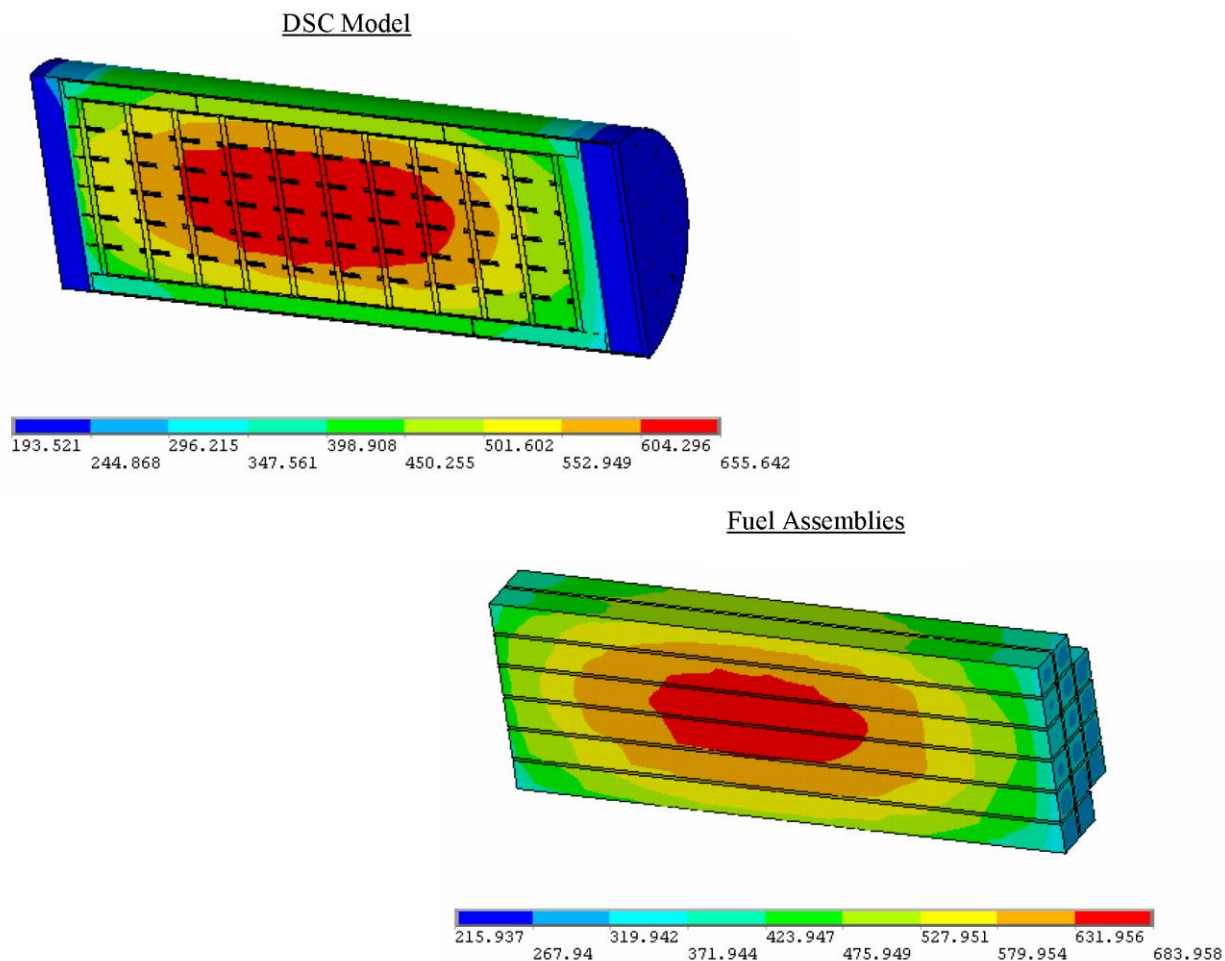 DSC Model
193.521 296.215 398.908 501.602 604.296
244.868 347.561 450.255 552.949 655.642
Fuel Assemblies
215.937 319.942 423.947 527.951 631.956
267.94 371.944 475.949 579.954 683.958